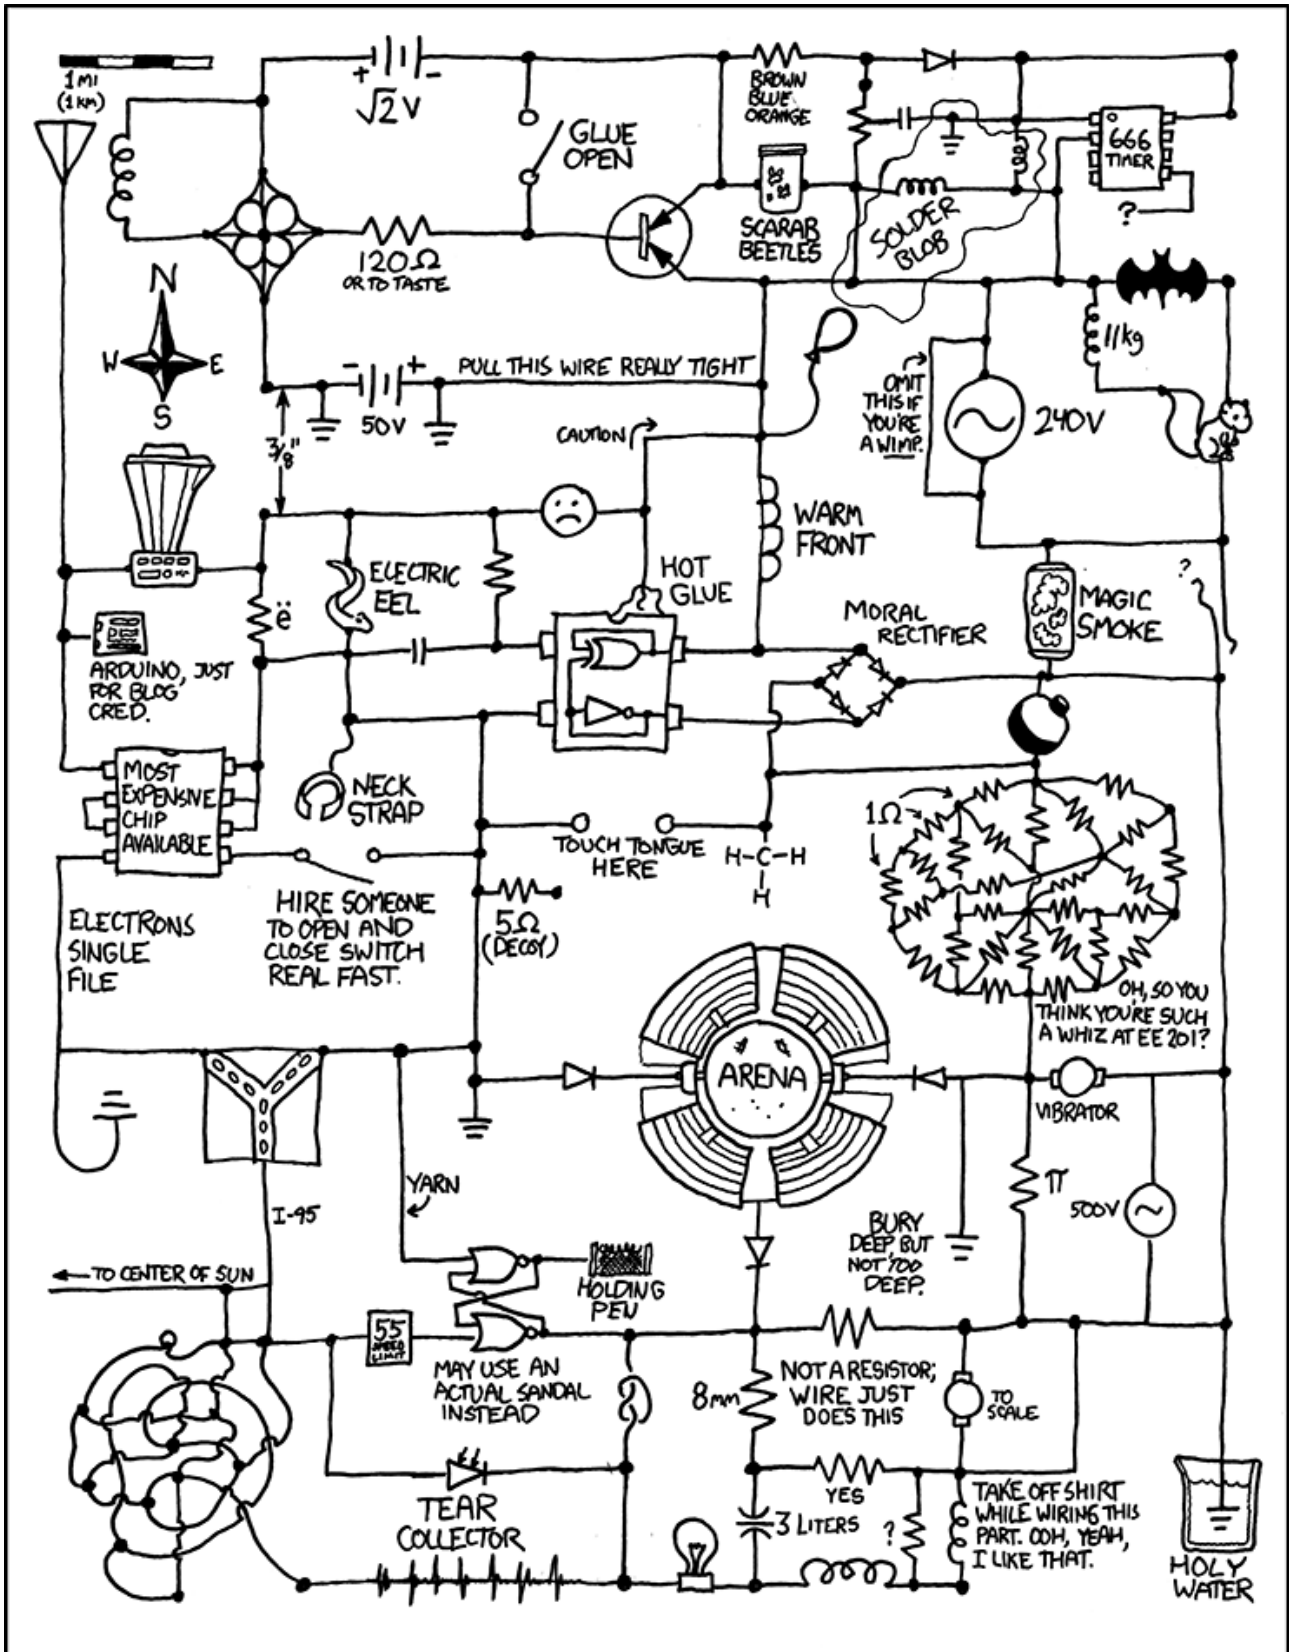 1 MI
(1 KM)
+ -
√2 V
GLUE
OPEN
BROWN
BLUE
ORANGE
666
TIMER
?
SCARAB
BEETLES
SOLDER
BLOB
120Ω
OR TO TASTE
N
W E
S
- +
50V
PULL THIS WIRE REALLY TIGHT
11kg
OMIT
THIS IF
YOU'RE
A WIMP.
240V
3/8"
CAUTION
WARM
FRONT
HOT
GLUE
ELECTRIC
EEL
ë
MORAL
RECTIFIER
MAGIC
SMOKE
?
ARDUINO, JUST
FOR BLOG
CRED.
MOST
EXPENSIVE
CHIP
AVAILABLE
NECK
STRAP
TOUCH TONGUE
HERE
H-C-H
H
1Ω
HIRE SOMEONE
TO OPEN AND
CLOSE SWITCH
REAL FAST.
5Ω
(DECOY)
ELECTRONS
SINGLE
FILE
OH, SO YOU
THINK YOU'RE SUCH
A WHIZ AT EE 201?
ARENA
VIBRATOR
YARN
I-95
π
500V
BURY
DEEP, BUT
NOT TOO
DEEP.
TO CENTER OF SUN
HOLDING
PEN
55
SPEED
LIMIT
MAY USE AN
ACTUAL SANDAL
INSTEAD
8mm
NOT A RESISTOR;
WIRE JUST
DOES THIS
TO
SCALE
YES
TEAR
COLLECTOR
3 LITERS
?
TAKE OFF SHIRT
WHILE WIRING THIS
PART. OOH, YEAH,
I LIKE THAT.
HOLY
WATER